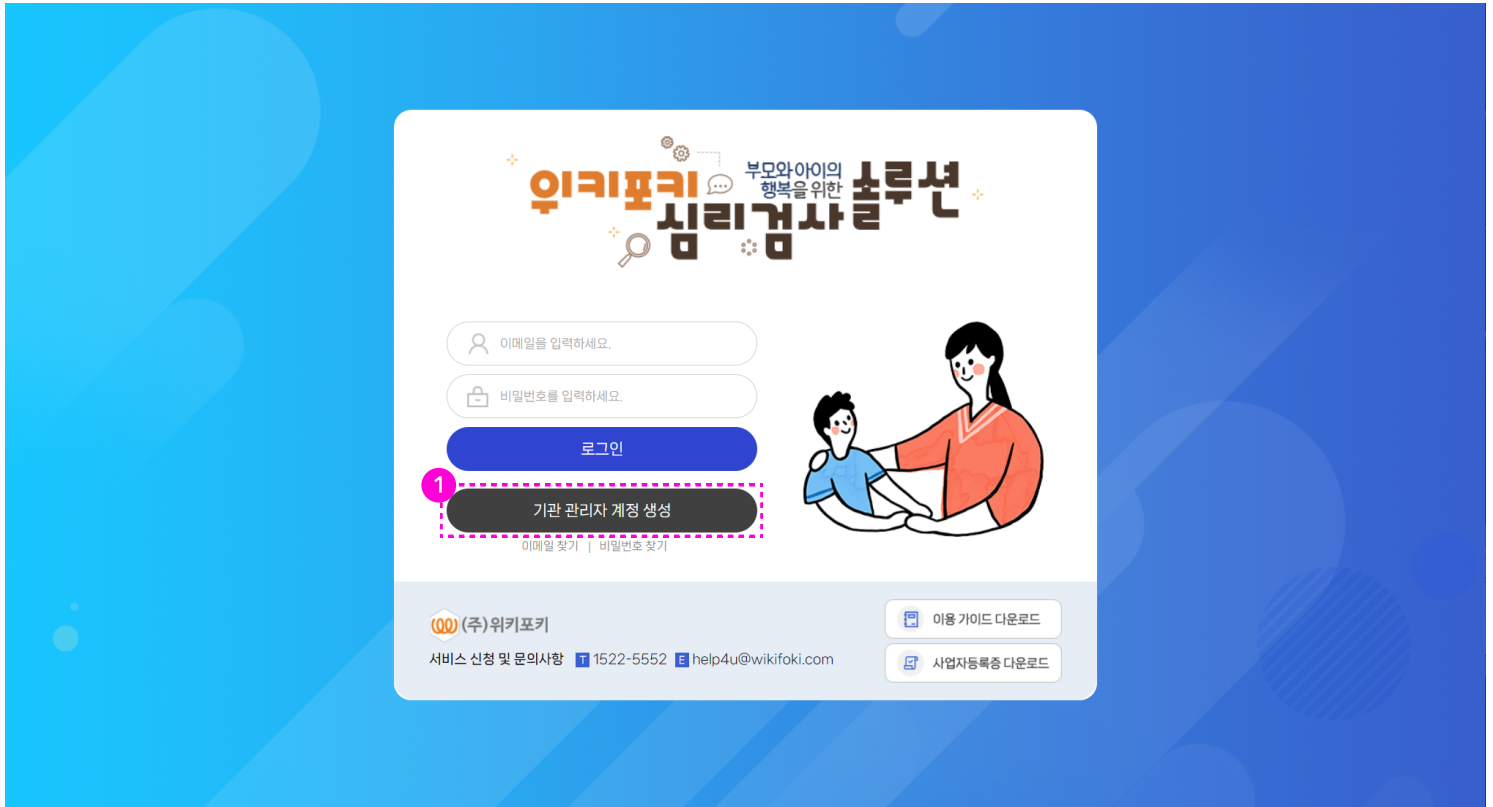 위키포키 부모와 아이의 행복을 위한 솔루션
심리검사
이메일을 입력하세요.
비밀번호를 입력하세요.
로그인
1
기관 관리자 계정 생성
이메일 찾기 | 비밀번호 찾기
(주)위키포키
서비스 신청 및 문의사항 T 1522-5552 E help4u@wikifoki.com
이용 가이드 다운로드
사업자등록증 다운로드